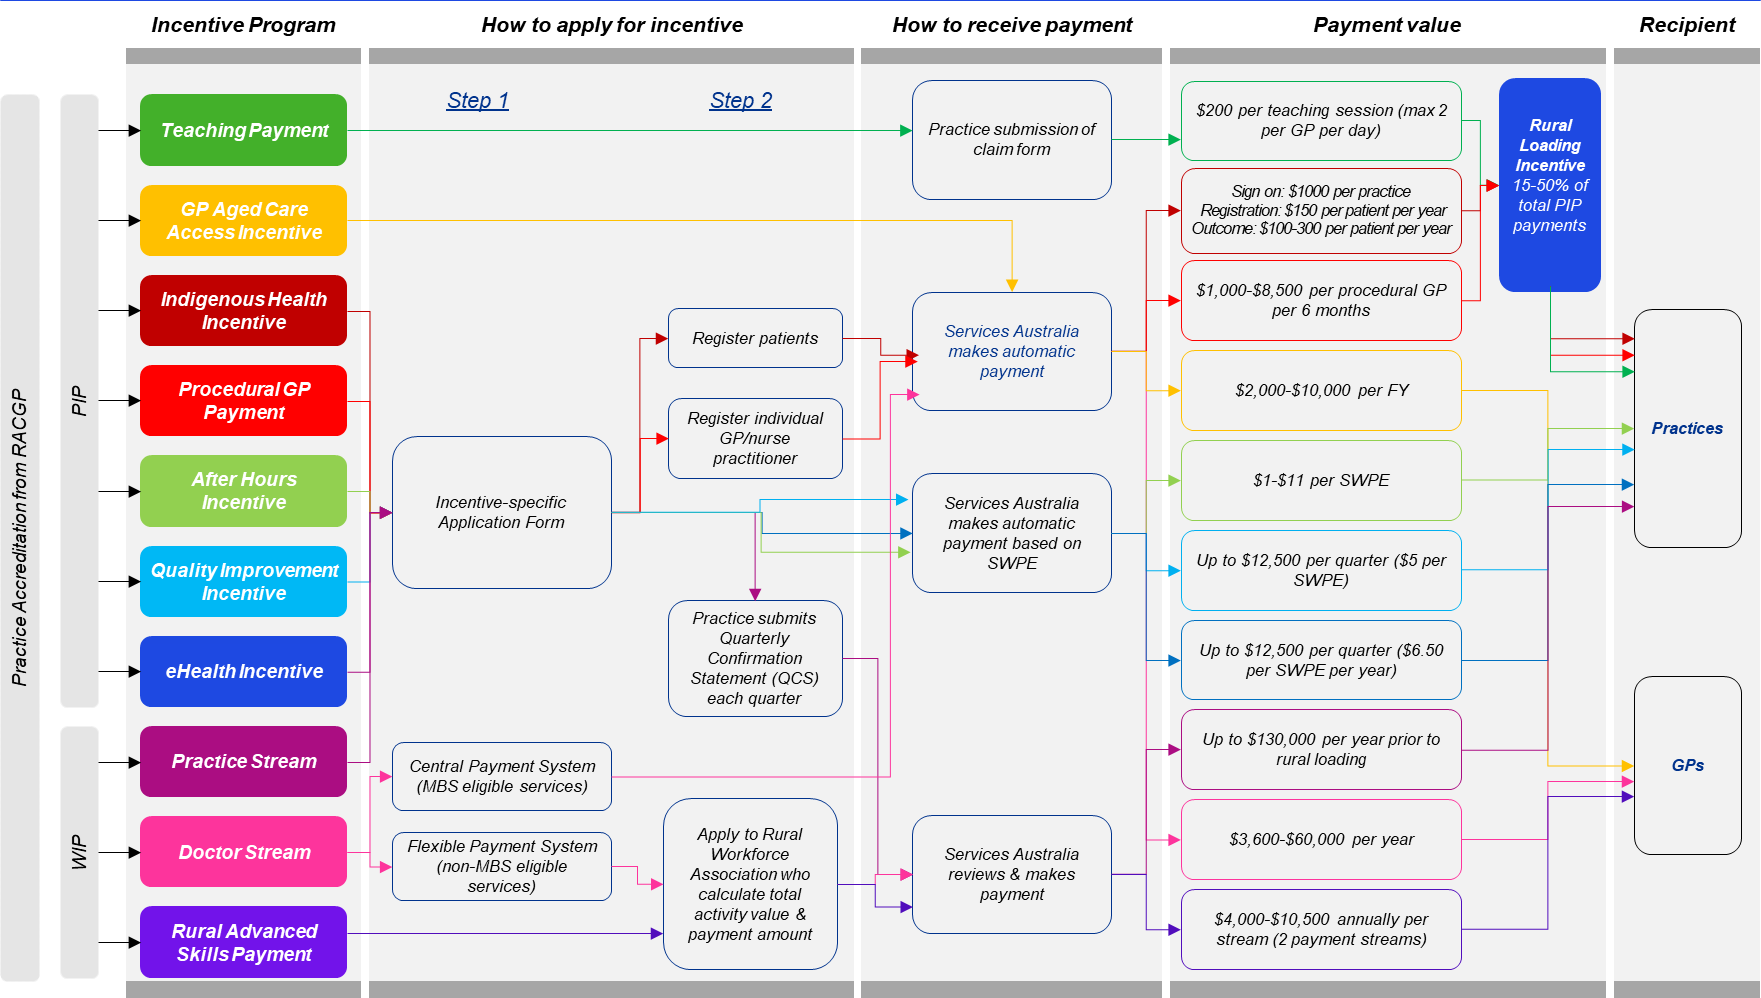 Incentive Program
How to apply for incentive
How to receive payment
Payment value
Recipient
Practice Accreditation from RACGP
PIP
WIP
Teaching Payment
GP Aged Care
Access Incentive
Indigenous Health
Incentive
Procedural GP
Payment
After Hours
Incentive
Quality Improvement
Incentive
eHealth Incentive
Practice Stream
Doctor Stream
Rural Advanced
Skills Payment
Step 1
Step 2
Incentive-specific
Application Form
Central Payment System
(MBS eligible services)
Flexible Payment System
(non-MBS eligible
services)
Register patients
Register individual
GP/nurse
practitioner
Practice submits
Quarterly
Confirmation
Statement (QCS)
each quarter
Apply to Rural
Workforce
Association who
calculate total
activity value &
payment amount
Practice submission of
claim form
Services Australia
makes automatic
payment
Services Australia
makes automatic
payment based on
SWPE
Services Australia
reviews & makes
payment
$200 per teaching session (max 2
per GP per day)
Sign on: $1000 per practice
Registration: $150 per patient per year
Outcome: $100-300 per patient per year
$1,000-$8,500 per procedural GP
per 6 months
$2,000-$10,000 per FY
$1-$11 per SWPE
Up to $12,500 per quarter ($5 per
SWPE)
Up to $12,500 per quarter ($6.50
per SWPE per year)
Up to $130,000 per year prior to
rural loading
$3,600-$60,000 per year
$4,000-$10,500 annually per
stream (2 payment streams)
Rural
Loading
Incentive
15-50% of
total PIP
payments
Practices
GPs